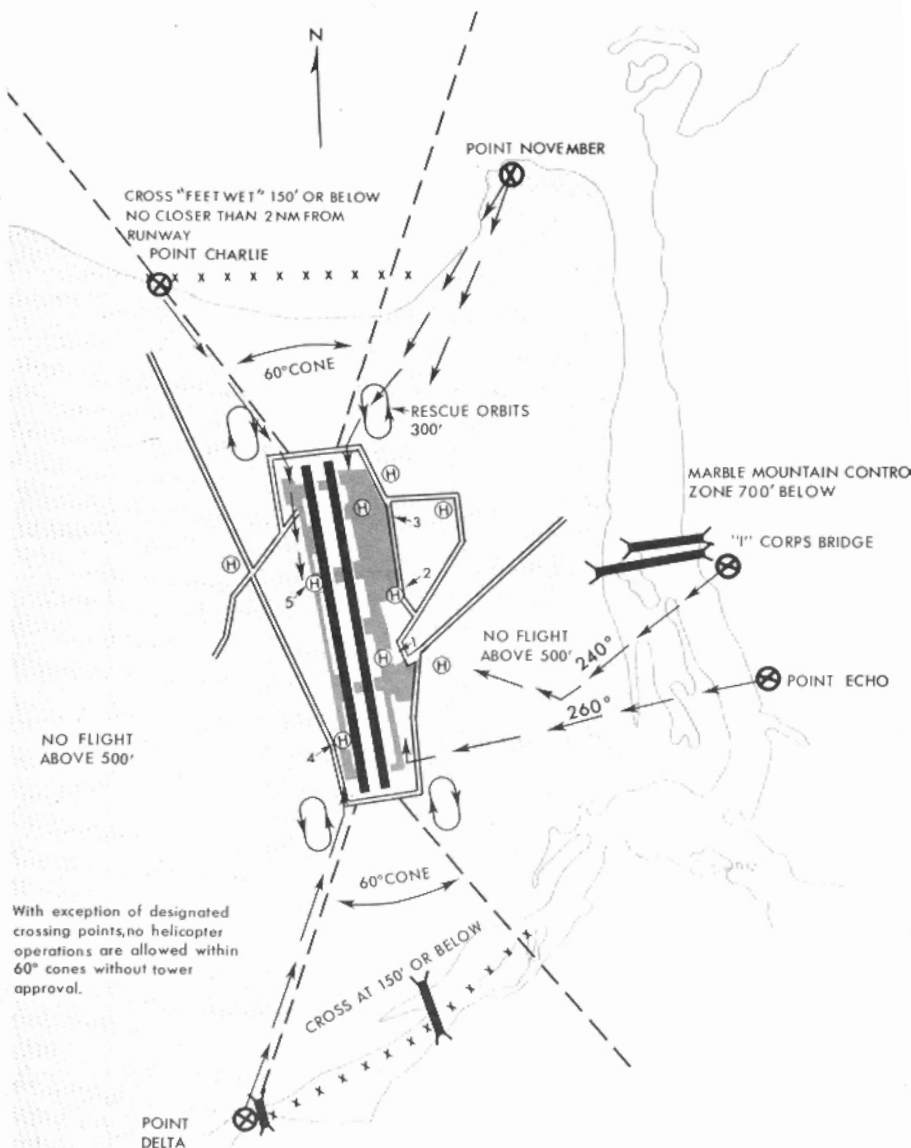 N
POINT NOVEMBER
CROSS "FEET WET" 150' OR BELOW
NO CLOSER THAN 2 NM FROM
RUNWAY
POINT CHARLIE
x x x x x x x x x x x
60° CONE
RESCUE ORBITS
300'
MARBLE MOUNTAIN CONTRO
ZONE 700' BELOW
"I" CORPS BRIDGE
H
H
H
3
H
H
5
H
2
H
1
H
H
NO FLIGHT
ABOVE 500'
240°
POINT ECHO
260°
NO FLIGHT
ABOVE 500'
4
H
60° CONE
With exception of designated
crossing points, no helicopter
operations are allowed within
60° cones without tower
approval.
CROSS AT 150' OR BELOW
x x x x x x x x x x x x x
POINT
DELTA